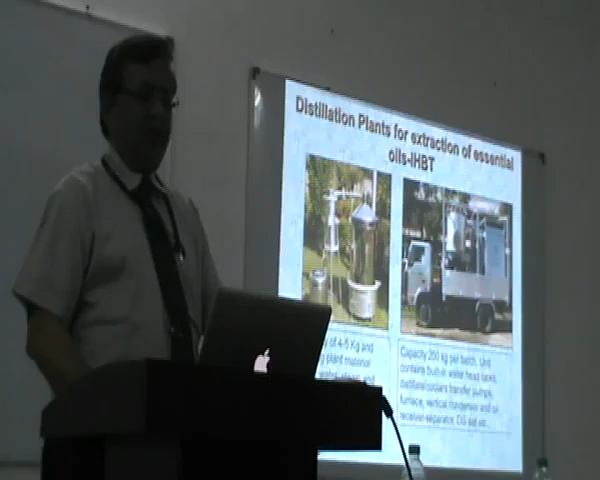 Distillation Plants for extraction of essential
oils-IHBT
y of 4-5 Kg and
g plant material
Capacity 200 kg per batch. Unit
contains built-in water head tanks,
distillate/coolant transfer pumps,
furnace, vertical condenser and oil
receiver-separator, DG set etc.